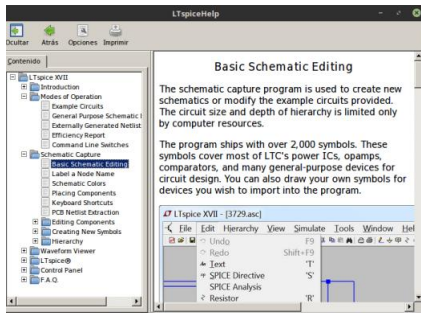 LTspiceHelp
Ocultar Atrás Opciones Imprimir
Contenido
LTspice XVII
Introduction
Modes of Operation
Example Circuits
General Purpose Schematic
Externally Generated Netlist
Efficiency Report
Command Line Switches
Schematic Capture
Basic Schematic Editing
Label a Node Name
Schematic Colors
Placing Components
Keyboard Shortcuts
PCB Netlist Extraction
Editing Components
Creating New Symbols
Hierarchy
Waveform Viewer
LTspice®
Control Panel
F.A.Q.
Basic Schematic Editing
The schematic capture program is used to create new
schematics or modify the example circuits provided.
The circuit size and depth of hierarchy is limited only
by computer resources.
The program ships with over 2,000 symbols. These
symbols cover most of LTC's power ICs, opamps,
comparators, and many general-purpose devices for
circuit design. You can also draw your own symbols for
devices you wish to import into the program.
LTspice XVII - [3729.asc]
File Edit Hierarchy View Simulate Tools Window Hel
Undo F9
Redo Shift+F9
Text 'T'
SPICE Directive 'S'
SPICE Analysis
Resistor 'R'